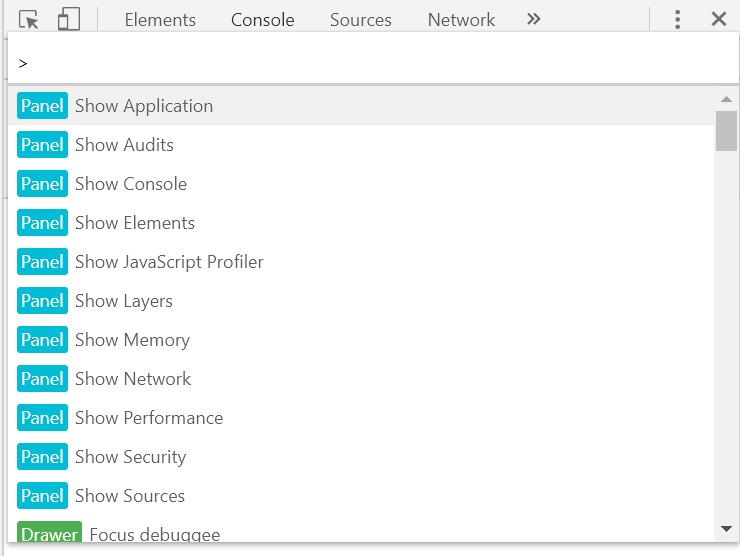 Elements Console Sources Network
>
Panel Show Application
Panel Show Audits
Panel Show Console
Panel Show Elements
Panel Show JavaScript Profiler
Panel Show Layers
Panel Show Memory
Panel Show Network
Panel Show Performance
Panel Show Security
Panel Show Sources
Drawer Focus debuggee